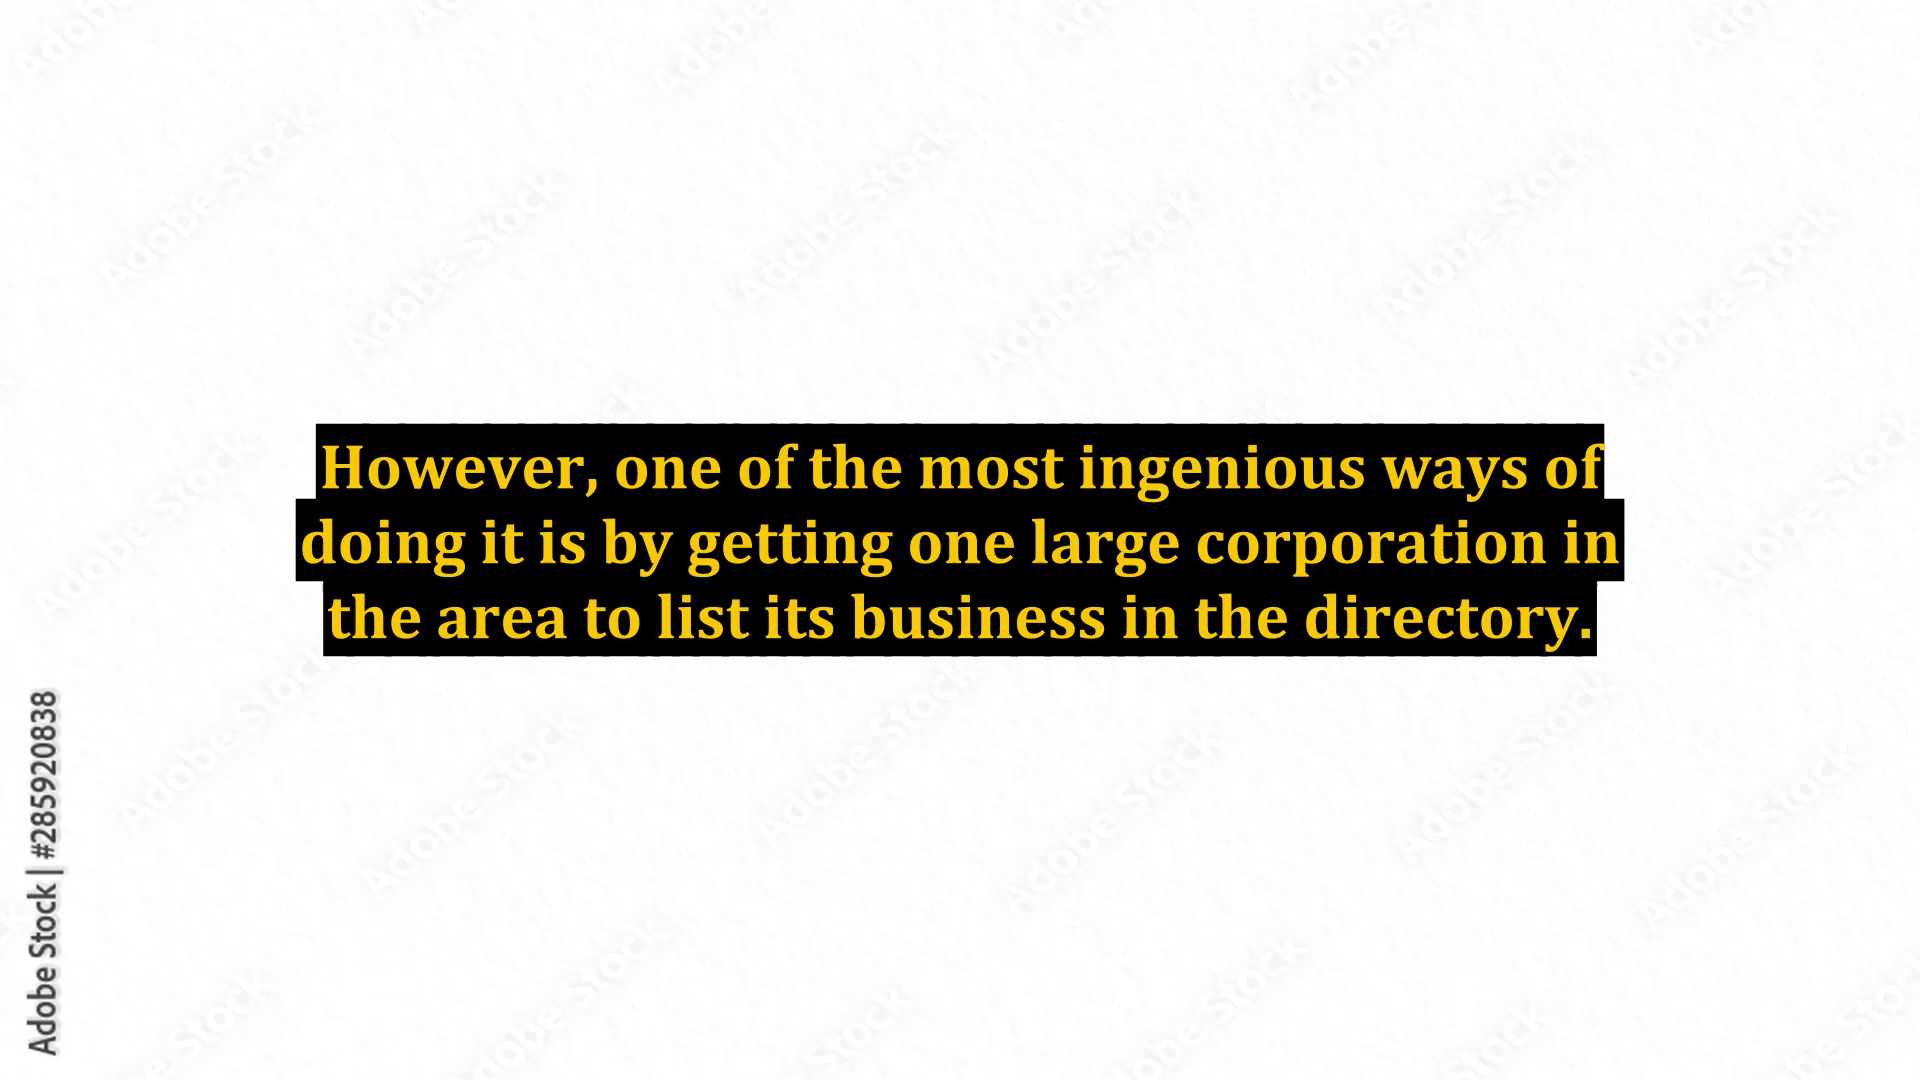 However, one of the most ingenious ways of
doing it is by getting one large corporation in
the area to list its business in the directory.
Adobe Stock | #285920838